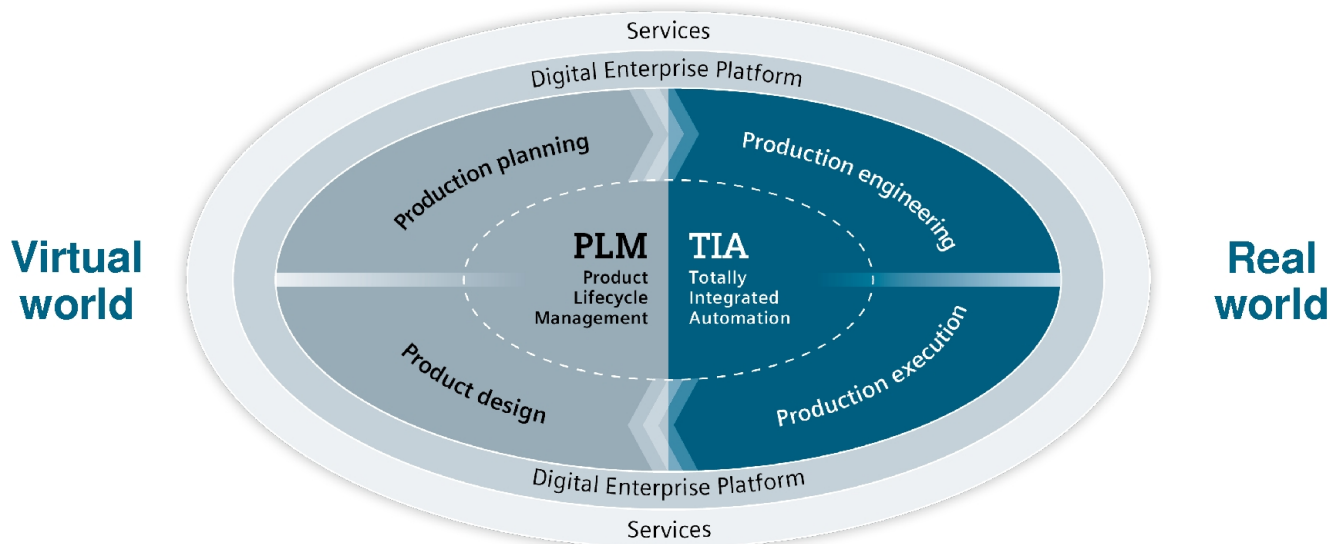 Services
Digital Enterprise Platform
Production planning
Production engineering
Virtual
world
PLM
Product
Lifecycle
Management
TIA
Totally
Integrated
Automation
Real
world
Product design
Production execution
Digital Enterprise Platform
Services